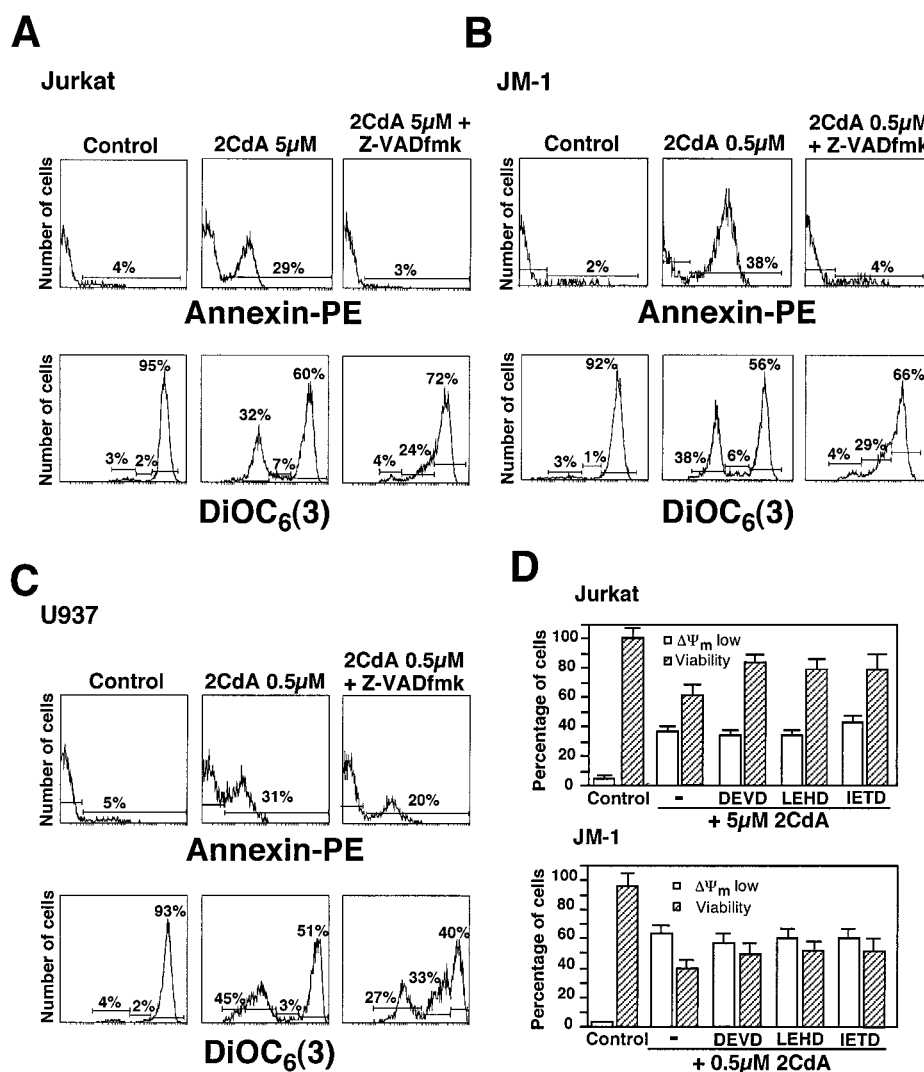 A
Jurkat
Control
2CdA 5µM
2CdA 5µM +
Z-VADfmk
Number of cells
4%
29%
3%
Annexin-PE
Number of cells
95%
3%
2%
32%
7%
60%
4%
24%
72%
DiOC6(3)
B
JM-1
Control
2CdA 0.5µM
2CdA 0.5µM
+ Z-VADfmk
Number of cells
2%
38%
4%
Annexin-PE
Number of cells
92%
3%
1%
38%
6%
56%
4%
29%
66%
DiOC6(3)
C
U937
Control
2CdA 0.5µM
2CdA 0.5µM
+ Z-VADfmk
Number of cells
5%
31%
20%
Annexin-PE
Number of cells
93%
4%
2%
45%
3%
51%
27%
33%
40%
DiOC6(3)
D
Jurkat
Percentage of cells
100
80
60
40
20
0
ΔΨm low
Viability
Control - DEVD LEHD IETD
+ 5µM 2CdA
JM-1
Percentage of cells
100
80
60
40
20
0
ΔΨm low
Viability
Control - DEVD LEHD IETD
+ 0.5µM 2CdA